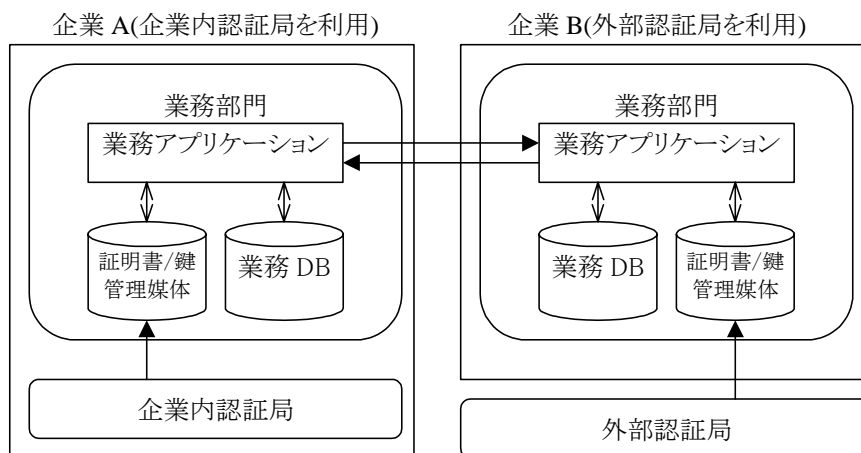 企業 A(企業内認証局を利用)
業務部門
業務アプリケーション
証明書/鍵
管理媒体
業務 DB
企業内認証局
企業 B(外部認証局を利用)
業務部門
業務アプリケーション
業務 DB
証明書/鍵
管理媒体
外部認証局